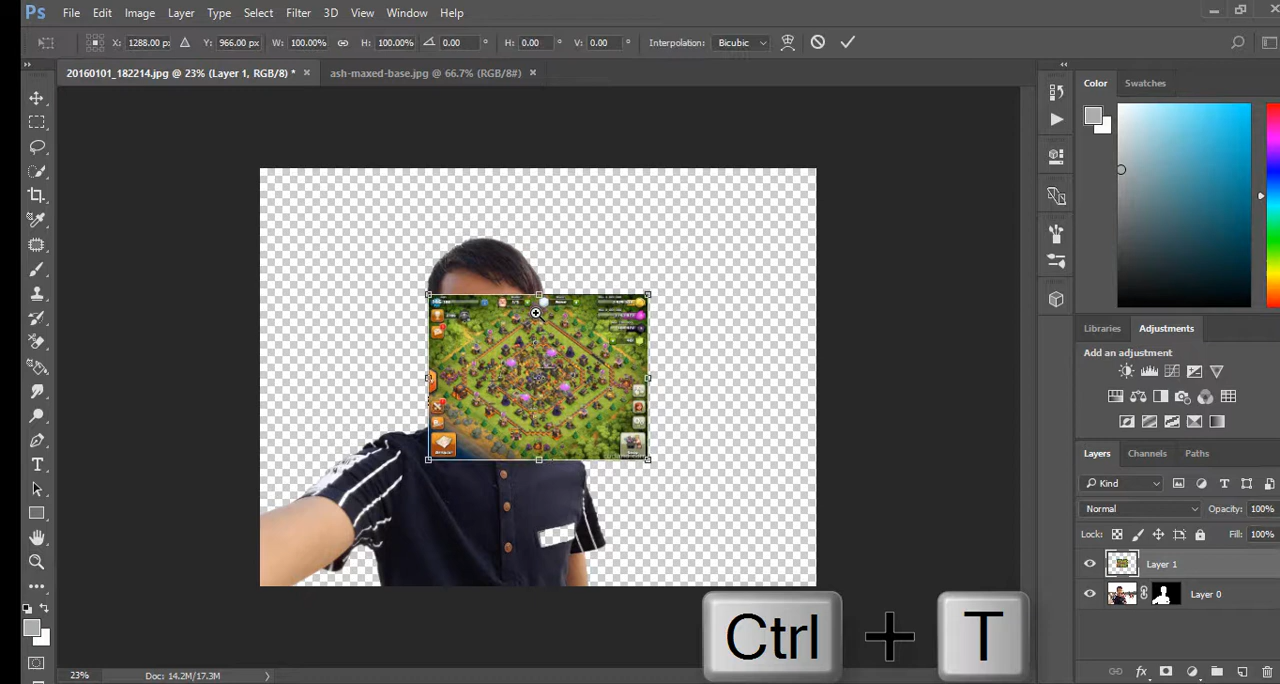 Ps File Edit Image Layer Type Select Filter 3D View Window Help
X: 1288.00 px Y: 966.00 px W: 100.00% H: 100.00% 0.00 ° H: 0.00 ° V: 0.00 ° Interpolation: Bicubic
20160101_182214.jpg @ 23% (Layer 1, RGB/8) * × ash-maxed-base.jpg @ 66.7% (RGB/8#) ×
Color Swatches
Libraries Adjustments
Add an adjustment
Layers Channels Paths
Kind
Normal Opacity: 100%
Lock: Fill: 100%
Layer 1
Layer 0
Ctrl + T
23% Doc: 14.2M/17.3M